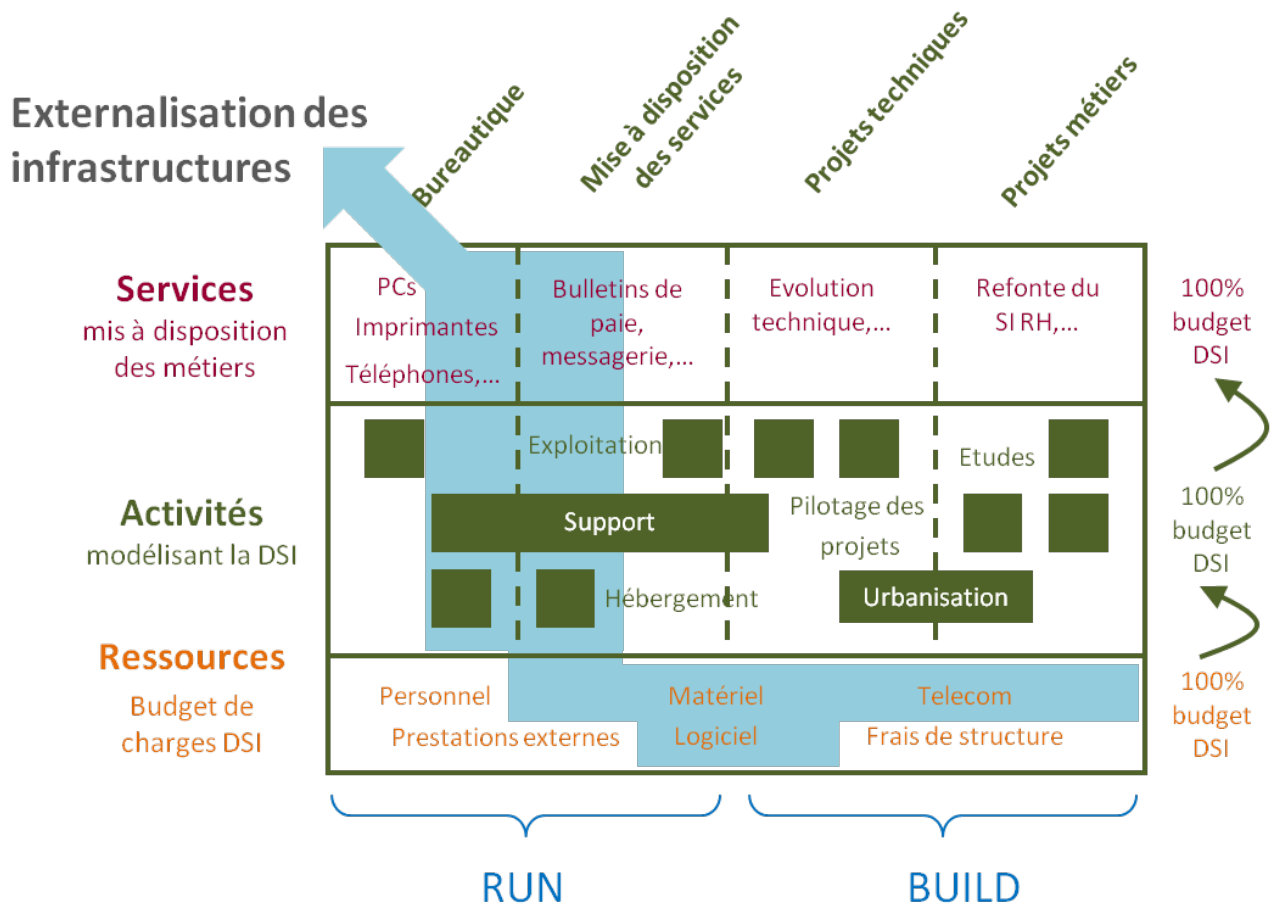 Externalisation des
infrastructures
Bureautique
Mise à disposition
des services
Projets techniques
Projets métiers
Services
mis à disposition
des métiers
PCs
Imprimantes
Téléphones,...
Bulletins de
paie,
messagerie,...
Evolution
technique,...
Refonte du
SI RH,...
100%
budget
DSI
Activités
modélisant la DSI
Exploitation
Etudes
Support
Pilotage des
projets
Hébergement
Urbanisation
100%
budget
DSI
Ressources
Budget de
charges DSI
Personnel
Matériel
Telecom
Prestations externes
Logiciel
Frais de structure
100%
budget
DSI
RUN
BUILD